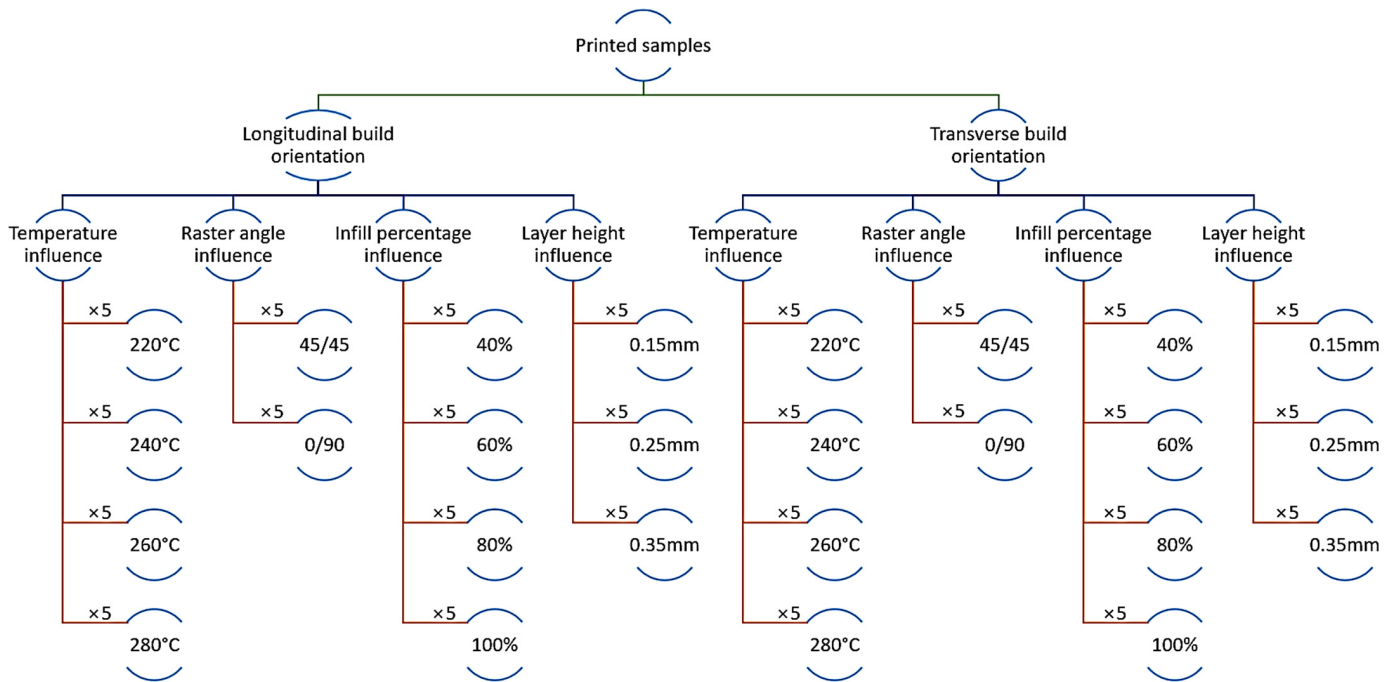 Printed samples
Longitudinal build
orientation
Transverse build
orientation
Temperature
influence
Raster angle
influence
Infill percentage
influence
Layer height
influence
Temperature
influence
Raster angle
influence
Infill percentage
influence
Layer height
influence
×5
220°C
×5
240°C
×5
260°C
×5
280°C
×5
45/45
×5
0/90
×5
40%
×5
60%
×5
80%
×5
100%
×5
0.15mm
×5
0.25mm
×5
0.35mm
×5
220°C
×5
240°C
×5
260°C
×5
280°C
×5
45/45
×5
0/90
×5
40%
×5
60%
×5
80%
×5
100%
×5
0.15mm
×5
0.25mm
×5
0.35mm